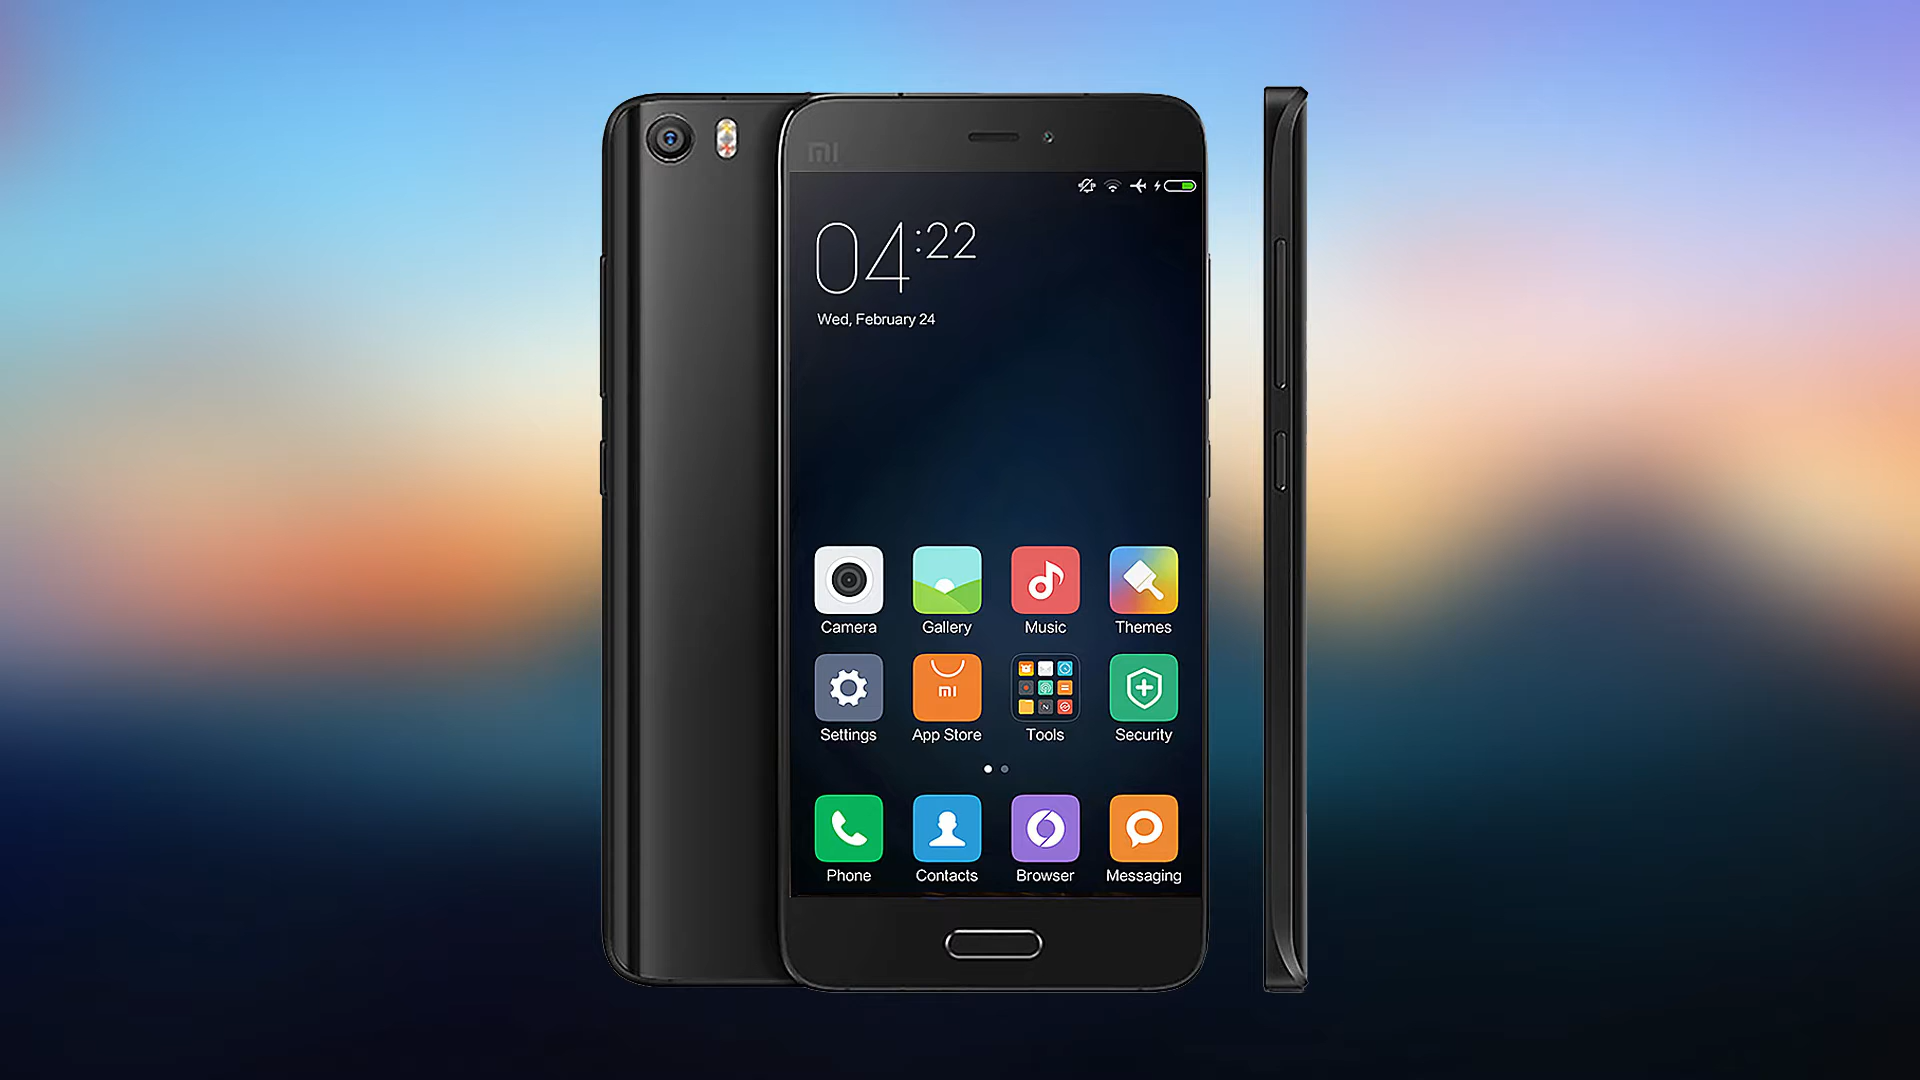 mi
04:22
Wed, February 24
Camera Gallery Music Themes
mi
Settings App Store Tools Security
Phone Contacts Browser Messaging